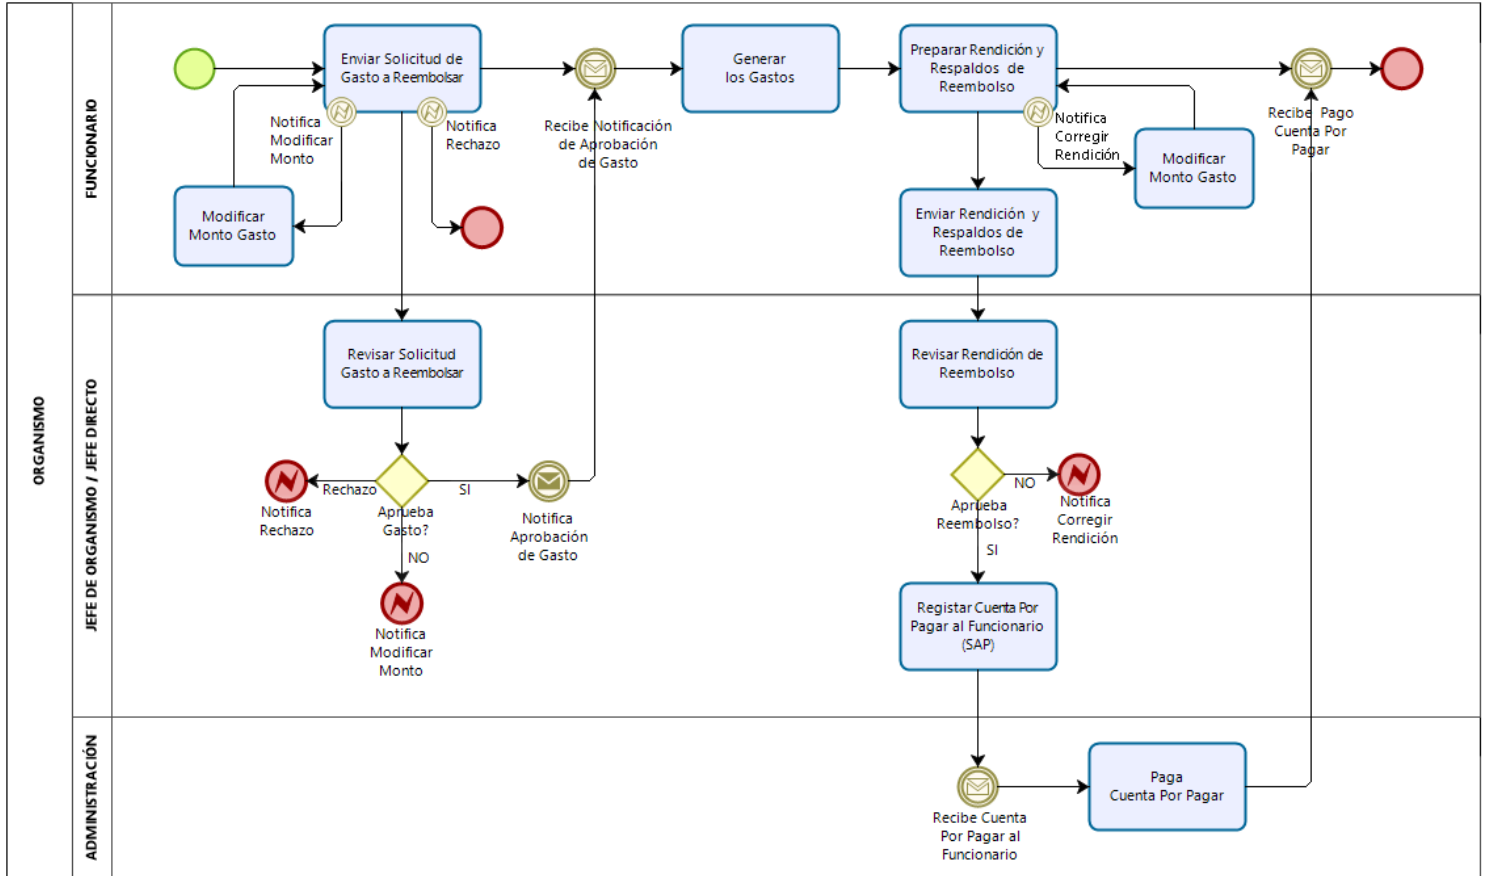 ORGANISMO
FUNCIONARIO
Enviar Solicitud de
Gasto a Reembolsar
Notifica
Modificar
Monto
Notifica
Rechazo
Modificar
Monto Gasto
Recibe Notificación
de Aprobación
de Gasto
Generar
los Gastos
Preparar Rendición y
Respaldos de
Reembolso
Notifica
Corregir
Rendición
Modificar
Monto Gasto
Recibe Pago
Cuenta Por
Pagar
Enviar Rendición y
Respaldos de
Reembolso
JEFE DE ORGANISMO / JEFE DIRECTO
Revisar Solicitud
Gasto a Reembolsar
Rechazo
SI
Aprueba
Gasto?
NO
Notifica
Rechazo
Notifica
Aprobación
de Gasto
Notifica
Modificar
Monto
Revisar Rendición de
Reembolso
NO
Aprueba
Reembolso?
SI
Notifica
Corregir
Rendición
Registar Cuenta Por
Pagar al Funcionario
(SAP)
ADMINISTRACIÓN
Recibe Cuenta
Por Pagar al
Funcionario
Paga
Cuenta Por Pagar